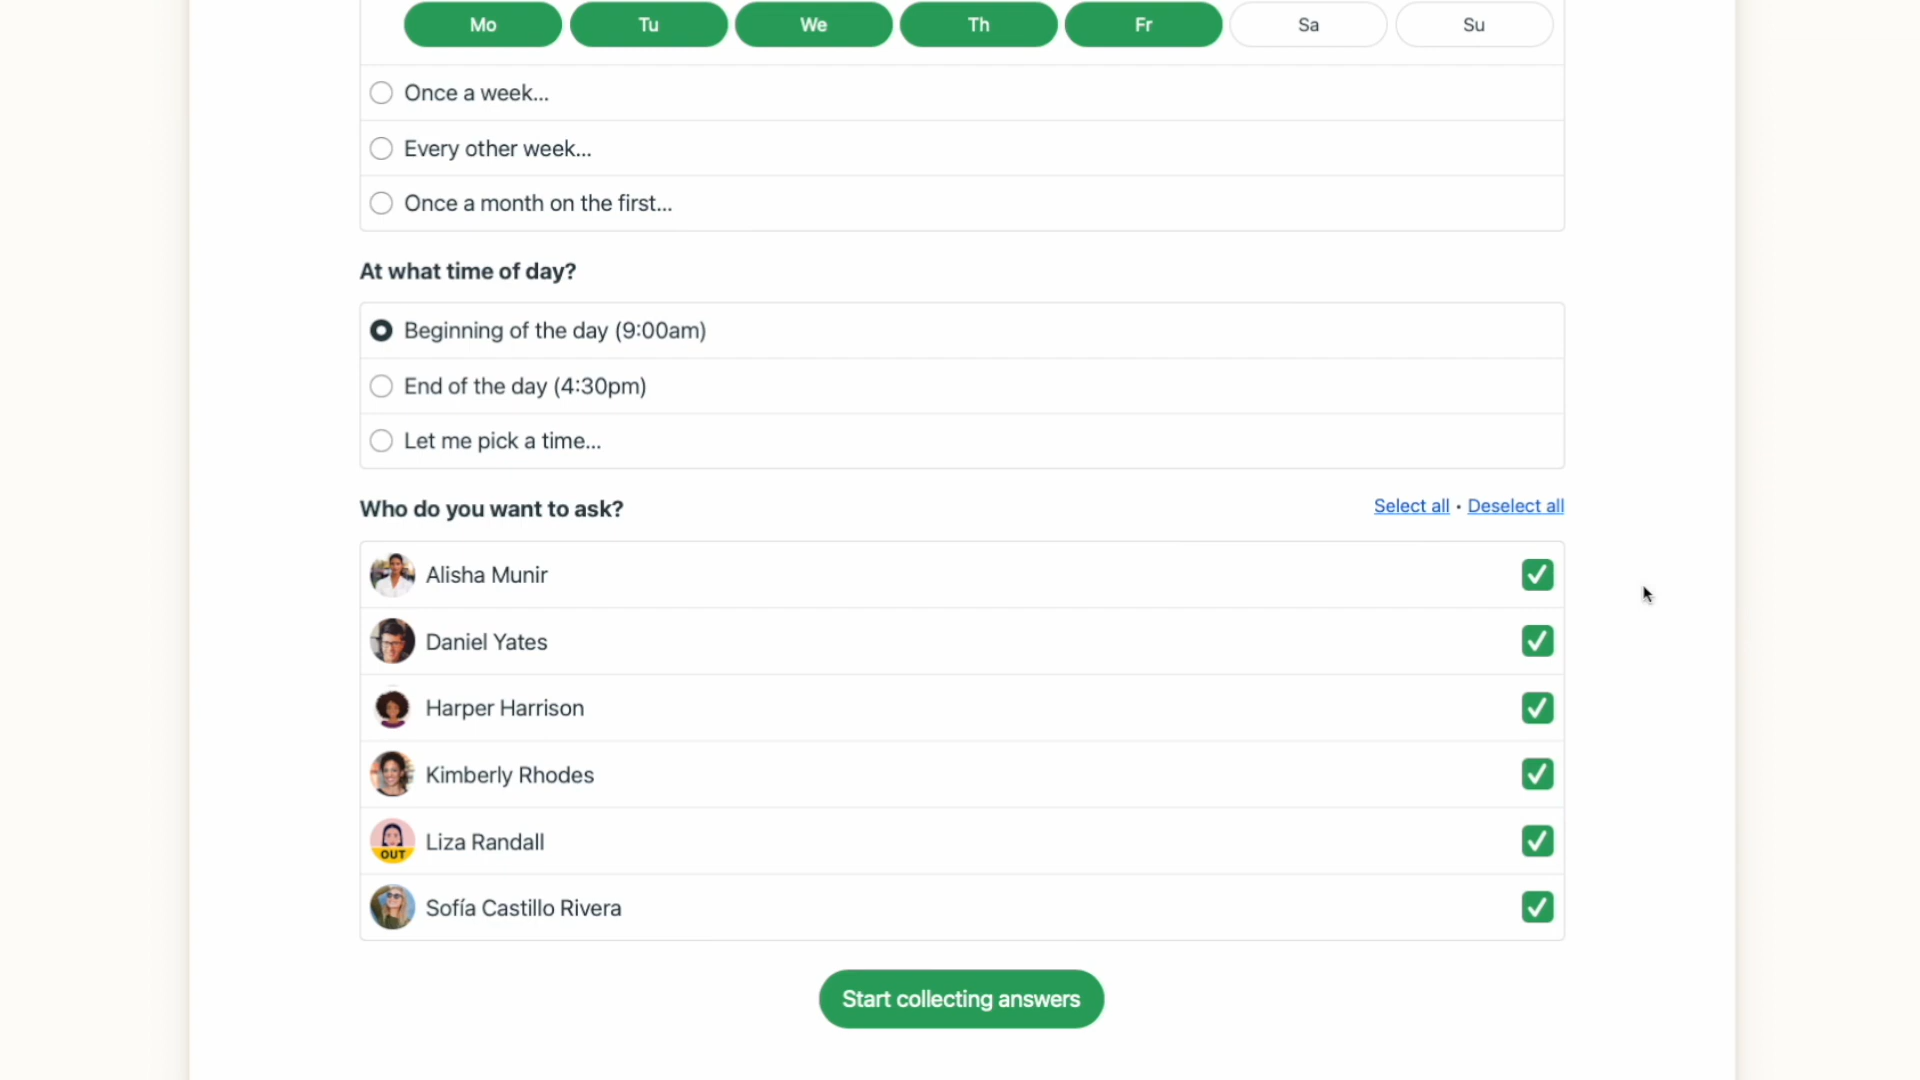 Mo Tu We Th Fr Sa Su
Once a week...
Every other week...
Once a month on the first...
At what time of day?
Beginning of the day (9:00am)
End of the day (4:30pm)
Let me pick a time...
Who do you want to ask? Select all · Deselect all
Alisha Munir
Daniel Yates
Harper Harrison
Kimberly Rhodes
OUT Liza Randall
Sofía Castillo Rivera
Start collecting answers